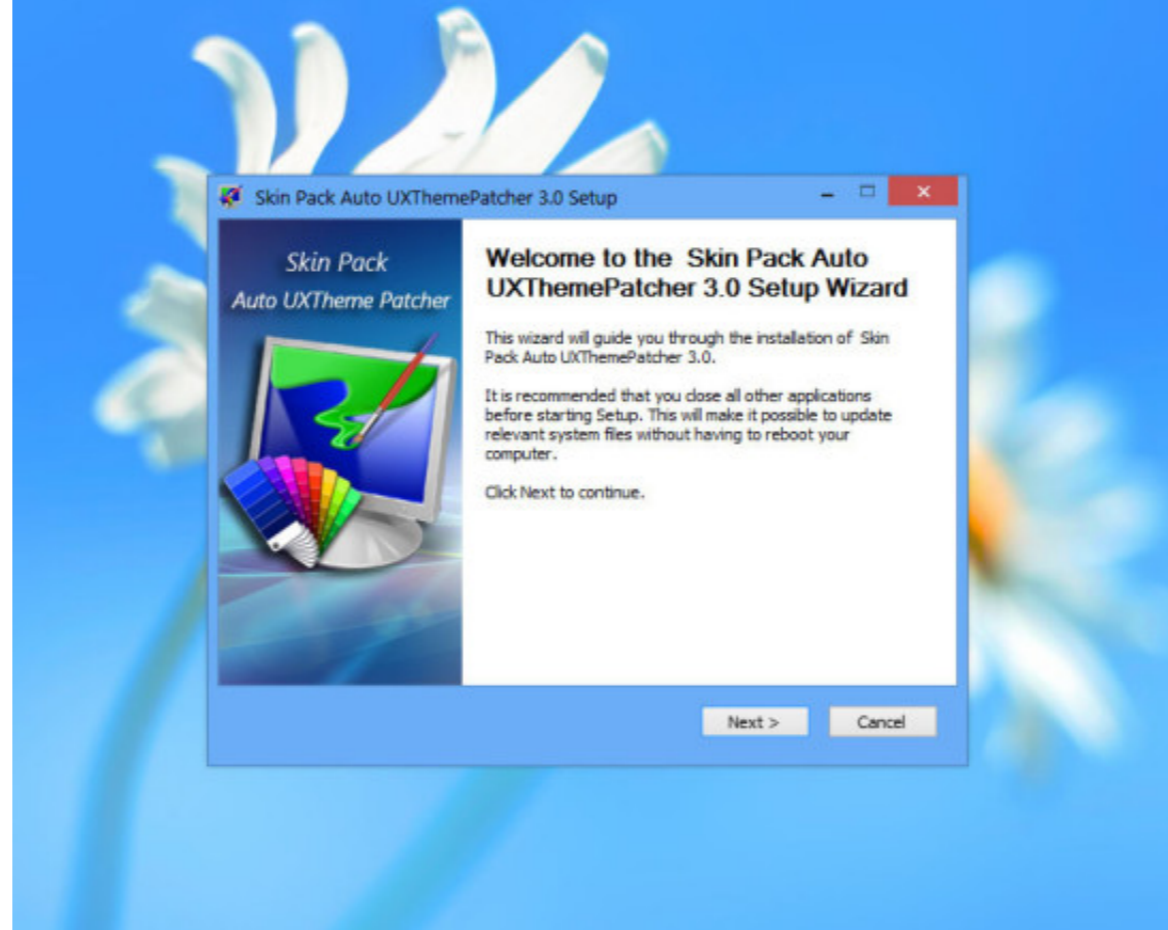 Skin Pack Auto UXThemePatcher 3.0 Setup
Skin Pack
Auto UXTheme Patcher
Welcome to the Skin Pack Auto
UXThemePatcher 3.0 Setup Wizard
This wizard will guide you through the installation of Skin
Pack Auto UXThemePatcher 3.0.
It is recommended that you close all other applications
before starting Setup. This will make it possible to update
relevant system files without having to reboot your
computer.
Click Next to continue.
Next >
Cancel